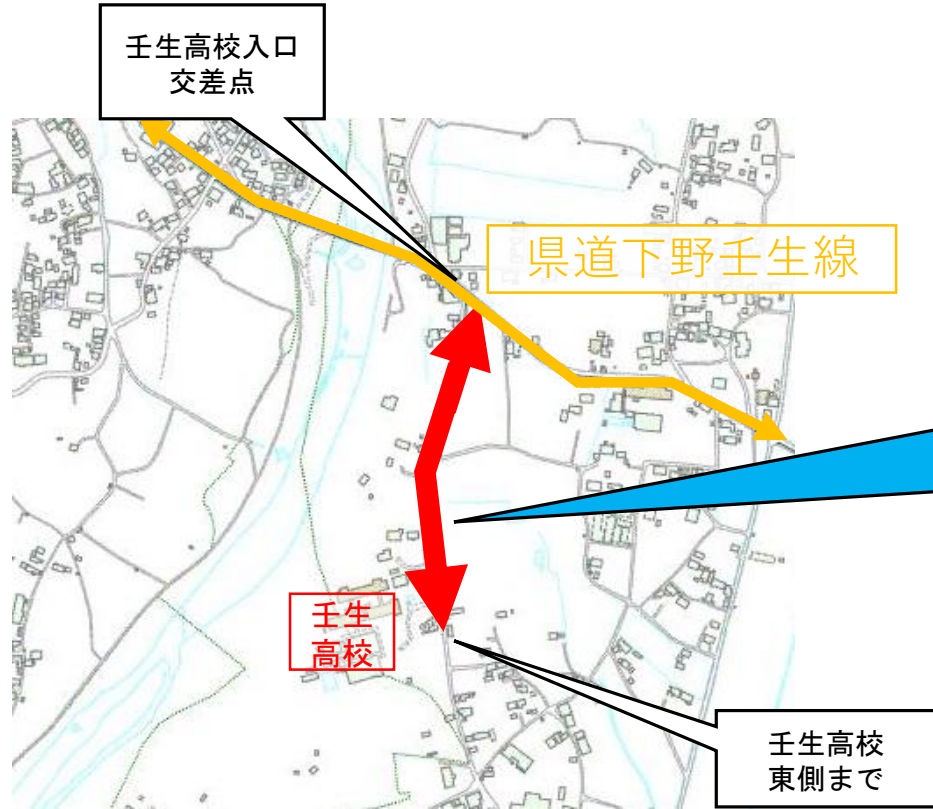 壬生高校入口
交差点
県道下野壬生線
壬生
高校
壬生高校
東側まで